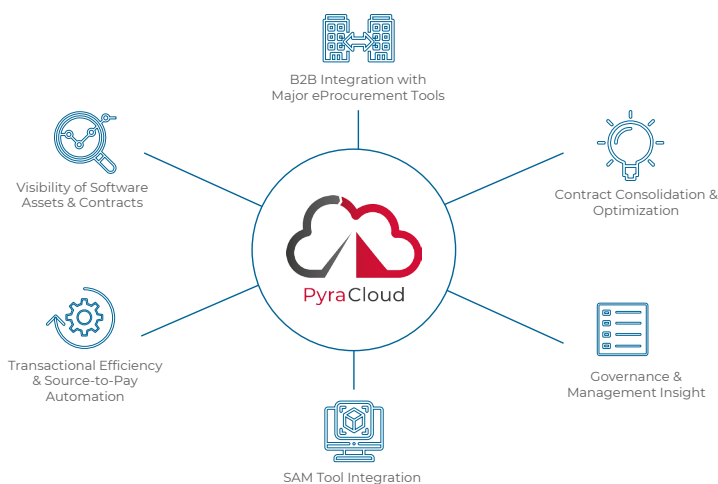 B2B Integration with
Major eProcurement Tools
Visibility of Software
Assets & Contracts
Contract Consolidation &
Optimization
PyraCloud
Transactional Efficiency
& Source-to-Pay
Automation
Governance &
Management Insight
SAM Tool Integration